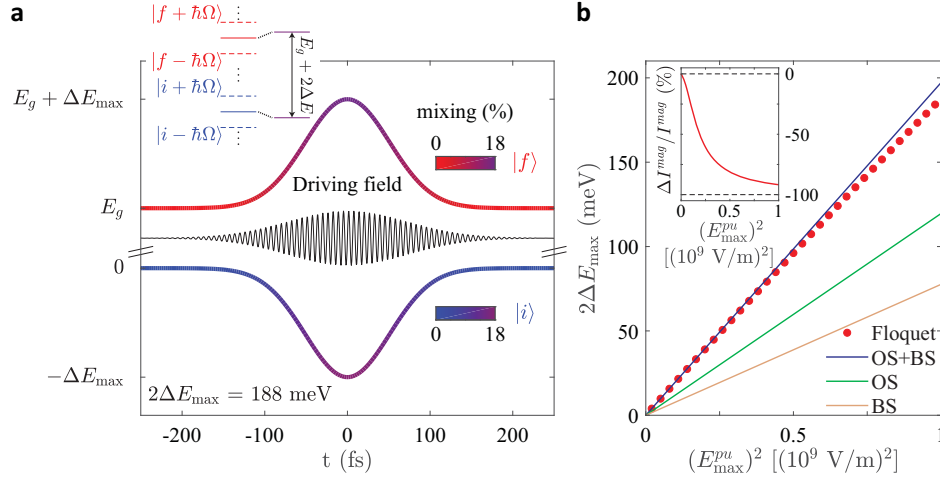 a
|f + ℏΩ⟩
|f − ℏΩ⟩
|i + ℏΩ⟩
|i − ℏΩ⟩
E_g + 2ΔE
E_g + ΔE_max
E_g
0
−ΔE_max
mixing (%)
0 18 |f⟩
Driving field
0 18 |i⟩
2ΔE_max = 188 meV
-200 -100 0 100 200
t (fs)
b
200
150
100
50
0
2ΔE_max (meV)
0
-50
-100
ΔI^mag/I^mag (%)
0 0.5 1
(E^pu_max)^2
[(10^9 V/m)^2]
Floquet
OS+BS
OS
BS
0 0.5 1
(E^pu_max)^2 [(10^9 V/m)^2]